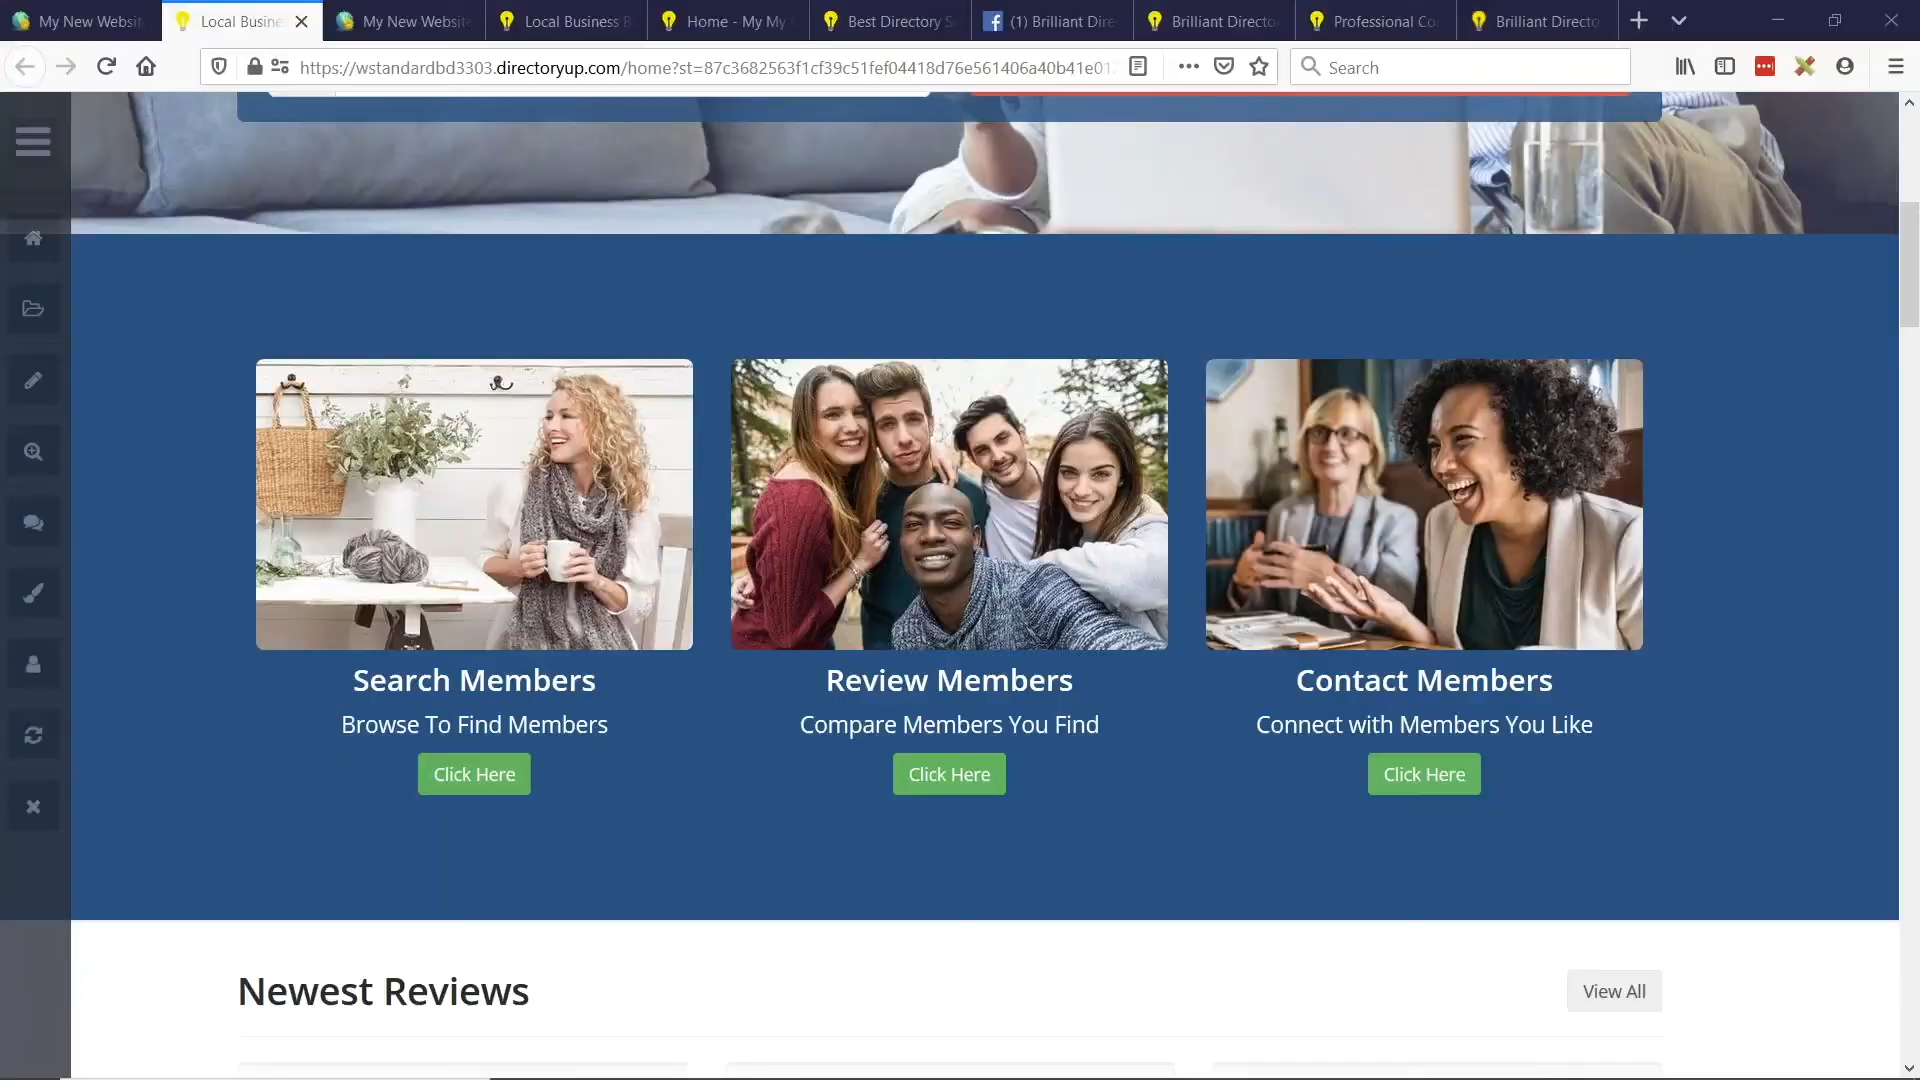 My New Websit
Local Busine
My New Websit
Local Business B
Home - My My
Best Directory S
(1) Brilliant Dire
Brilliant Directo
Professional Co
Brilliant Directo
https://wstandardbd3303.directoryup.com/home?st=87c3682563f1cf39c51fef04418d76e561406a40b41e01
Search
Search Members
Browse To Find Members
Click Here
Review Members
Compare Members You Find
Click Here
Contact Members
Connect with Members You Like
Click Here
Newest Reviews
View All